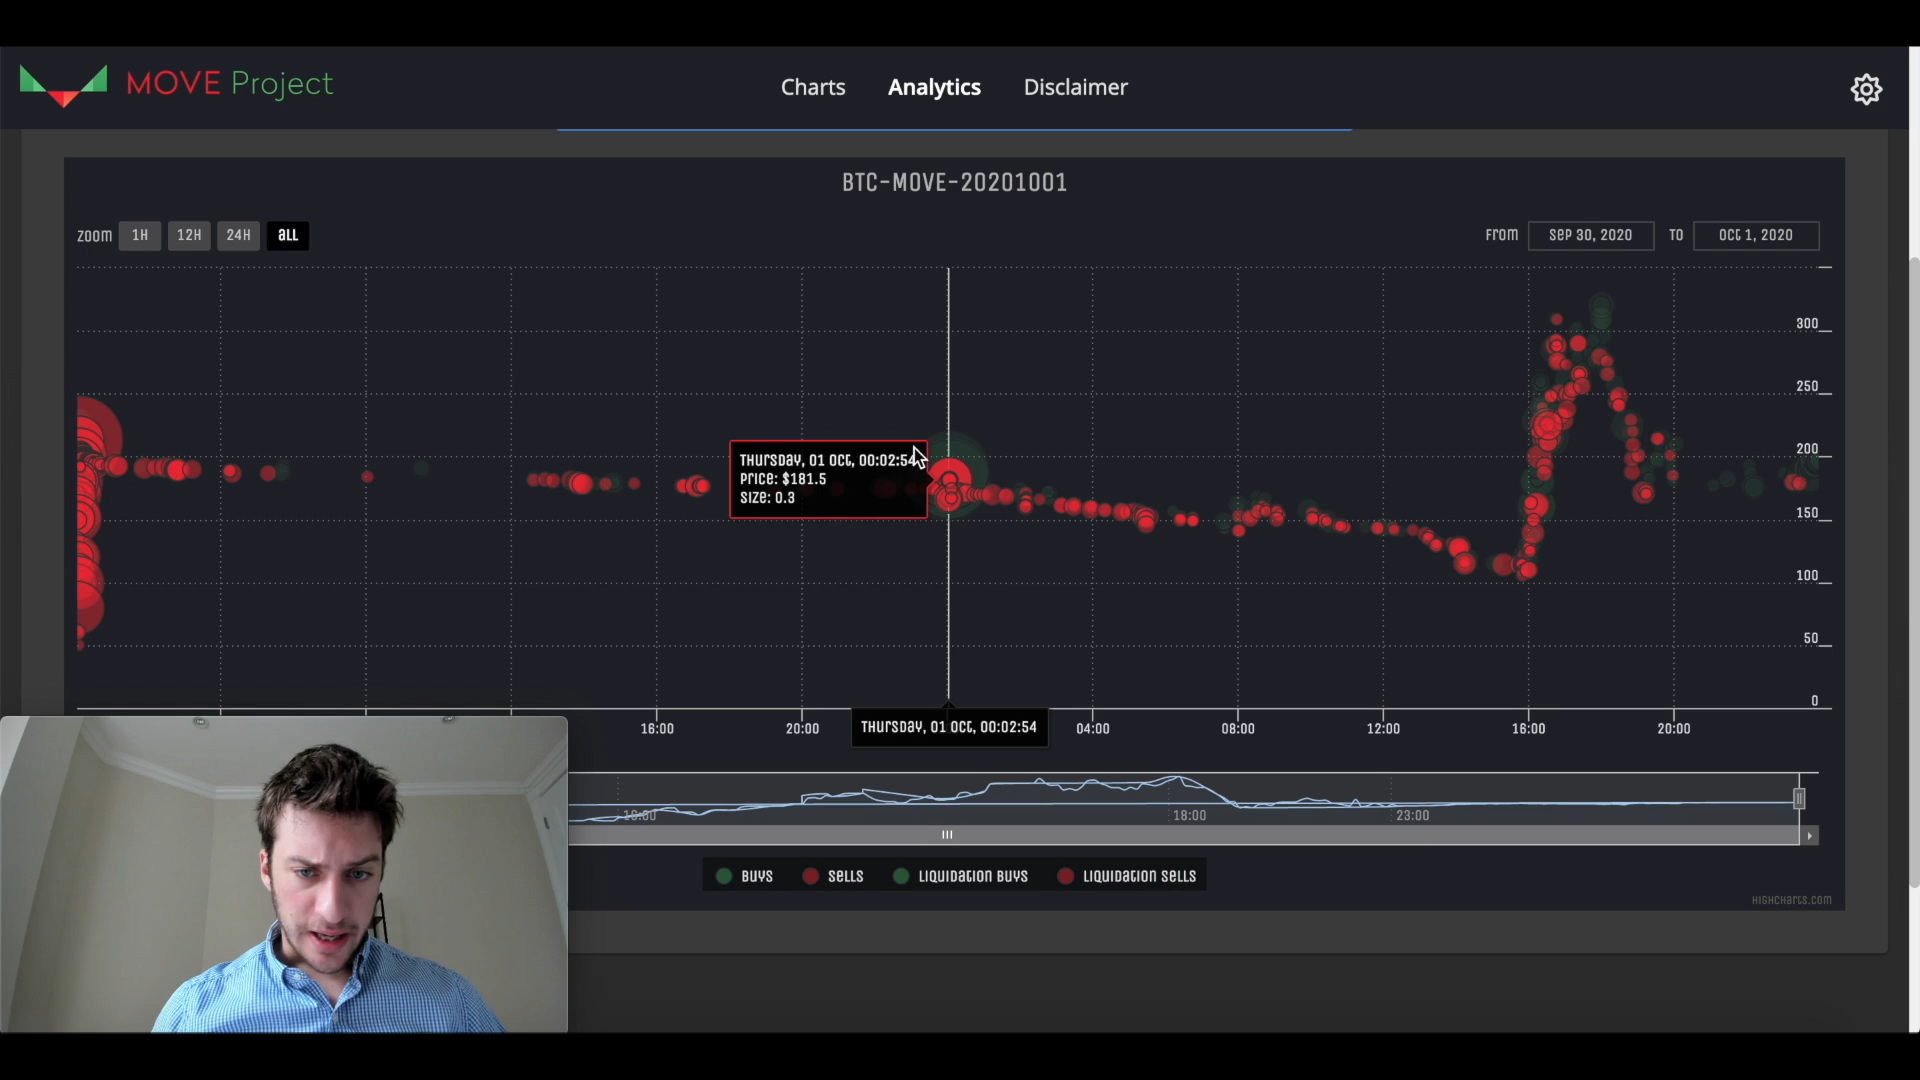 MOVE Project
Charts Analytics Disclaimer
BTC-MOVE-20201001
zoom 1H 12H 24H all
From Sep 30, 2020 To Oct 1, 2020
300
250
200
150
100
50
0
Thursday, 01 Oct, 00:02:54
Price: $181.5
Size: 0.3
16:00 20:00 Thursday, 01 Oct, 00:02:54 04:00 08:00 12:00 16:00 20:00
18:00 23:00
Buys Sells Liquidation Buys Liquidation Sells
Highcharts.com